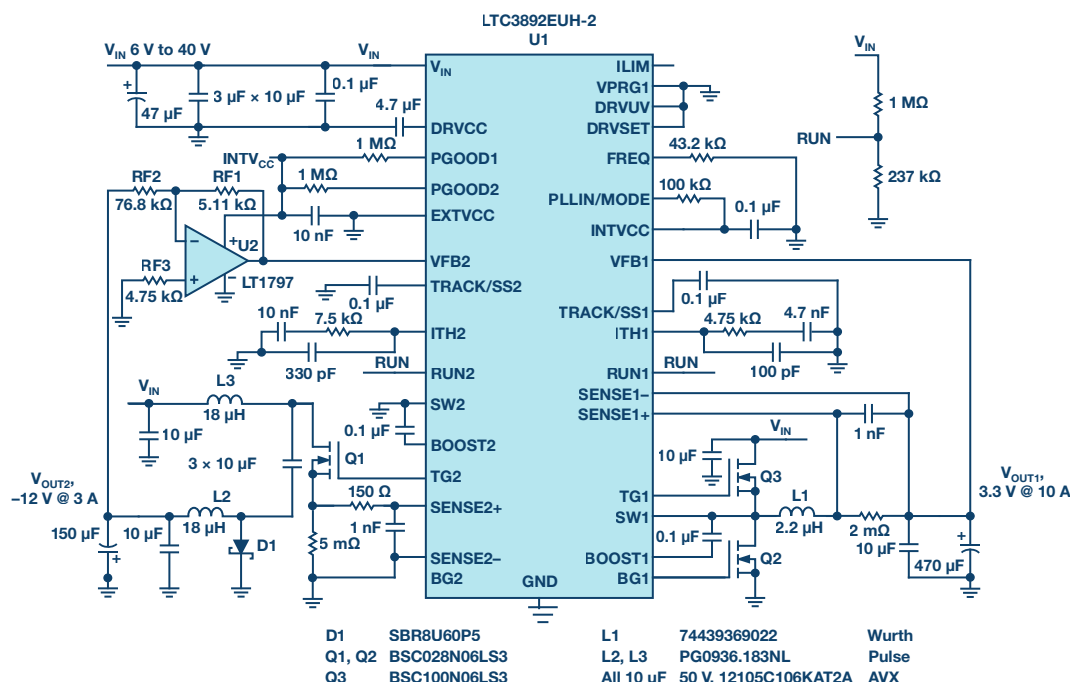 LTC3892EUH-2
U1
VIN 6 V to 40 V
VIN
47 µF
3 µF × 10 µF
0.1 µF
4.7 µF
1 MΩ
INTVCC
1 MΩ
10 nF
RF2
76.8 kΩ
RF1
5.11 kΩ
+
U2
−
+
−
LT1797
RF3
4.75 kΩ
0.1 µF
10 nF
7.5 kΩ
330 pF
RUN
VIN
L3
18 µH
10 µF
0.1 µF
3 × 10 µF
Q1
VOUT2,
−12 V @ 3 A
L2
18 µH
150 µF
+
10 µF
D1
150 Ω
1 nF
5 mΩ
+
VIN
DRVCC
PGOOD1
PGOOD2
EXTVCC
VFB2
TRACK/SS2
ITH2
RUN2
SW2
BOOST2
TG2
SENSE2+
SENSE2−
BG2
GND
ILIM
VPRG1
DRVUV
DRVSET
FREQ
PLLIN/MODE
INTVCC
VFB1
TRACK/SS1
ITH1
RUN1
SENSE1−
SENSE1+
TG1
SW1
BOOST1
BG1
43.2 kΩ
100 kΩ
0.1 µF
VIN
1 MΩ
RUN
237 kΩ
0.1 µF
4.75 kΩ
4.7 nF
100 pF
RUN
1 nF
VIN
10 µF
Q3
L1
2.2 µH
2 mΩ
VOUT1,
3.3 V @ 10 A
0.1 µF
Q2
10 µF
470 µF
+
D1 SBR8U60P5 L1 74439369022 Wurth
Q1, Q2 BSC028N06LS3 L2, L3 PG0936.183NL Pulse
Q3 BSC100N06LS3 All 10 µF 50 V, 12105C106KAT2A AVX